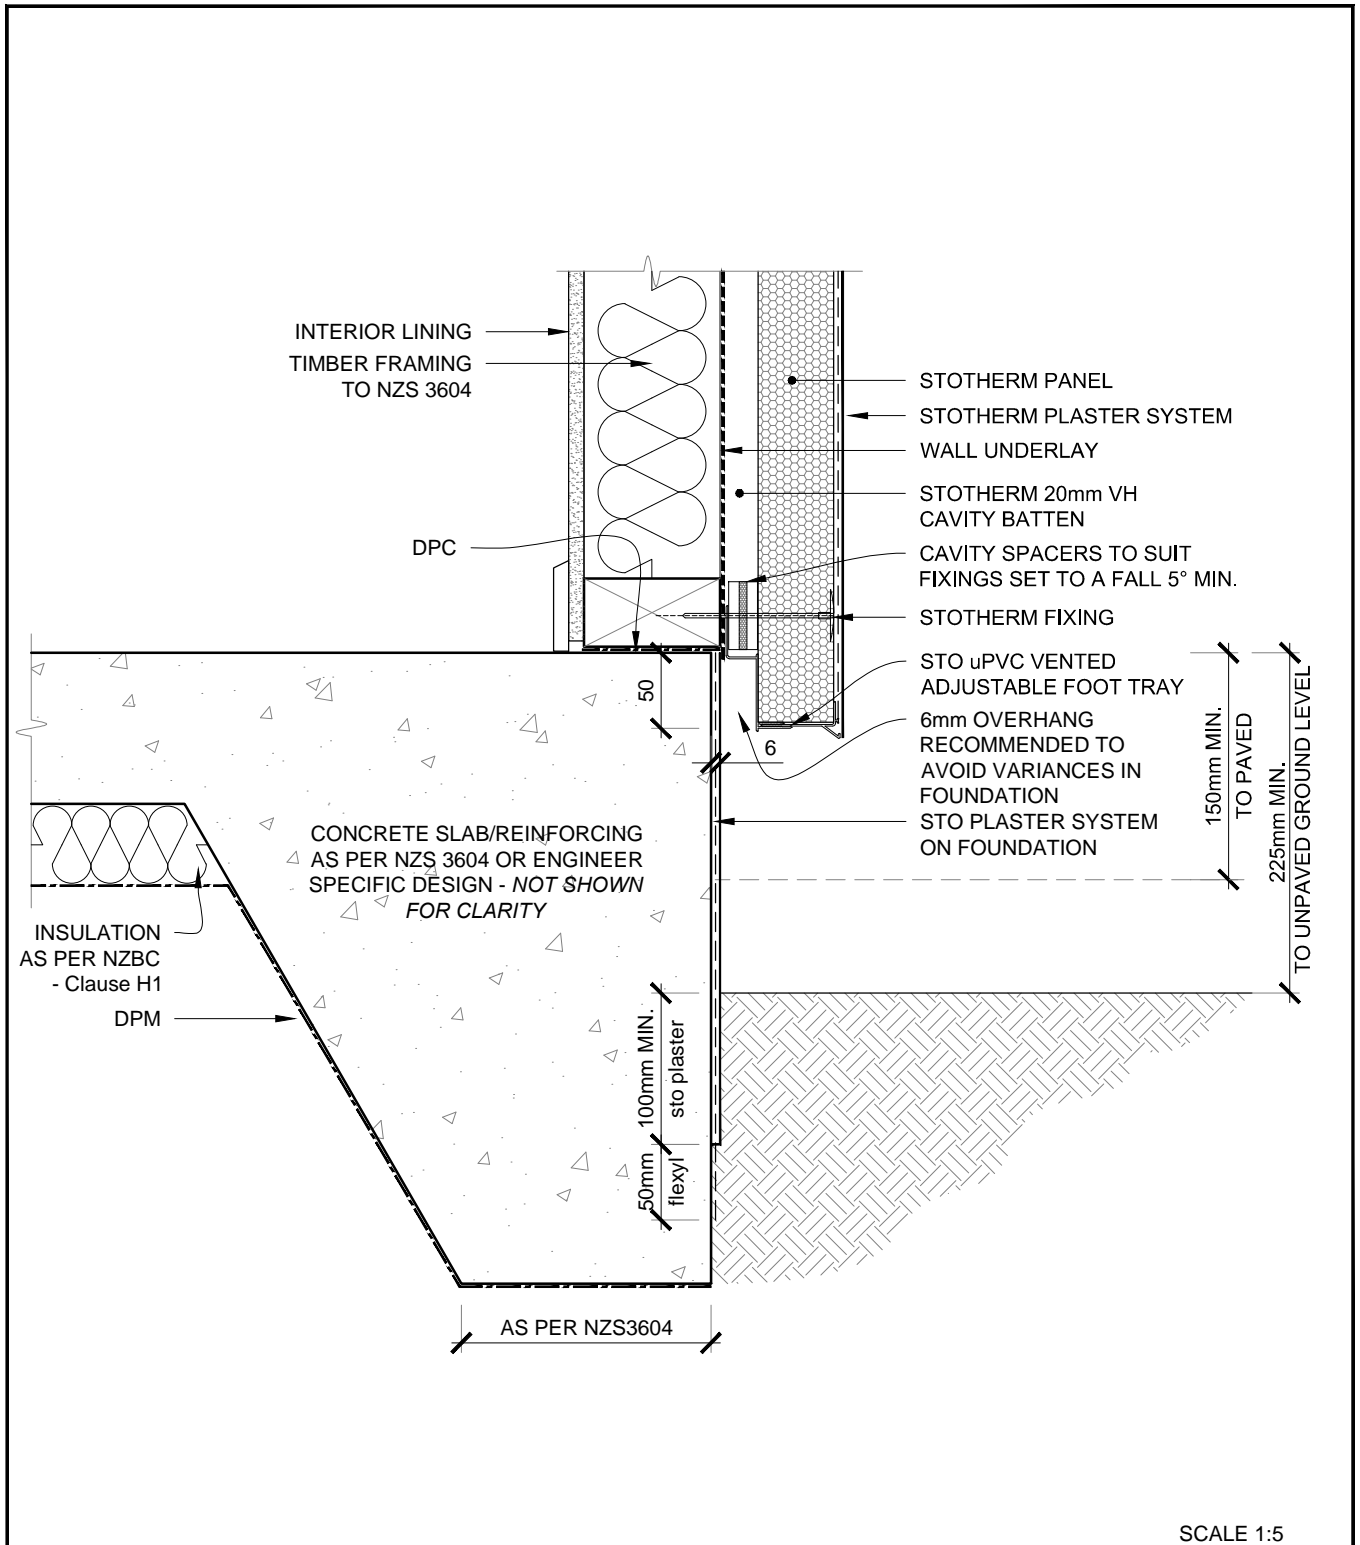 INTERIOR LINING
TIMBER FRAMING
TO NZS 3604
DPC
STOTHERM PANEL
STOTHERM PLASTER SYSTEM
WALL UNDERLAY
STOTHERM 20mm VH
CAVITY BATTEN
CAVITY SPACERS TO SUIT
FIXINGS SET TO A FALL 5° MIN.
STOTHERM FIXING
STO uPVC VENTED
ADJUSTABLE FOOT TRAY
6mm OVERHANG
RECOMMENDED TO
AVOID VARIANCES IN
FOUNDATION
STO PLASTER SYSTEM
ON FOUNDATION
50
6
150mm MIN.
TO PAVED
225mm MIN.
TO UNPAVED GROUND LEVEL
CONCRETE SLAB/REINFORCING
AS PER NZS 3604 OR ENGINEER
SPECIFIC DESIGN - NOT SHOWN
FOR CLARITY
INSULATION
AS PER NZBC
- Clause H1
DPM
100mm MIN.
sto plaster
50mm
flexyl
AS PER NZS3604
SCALE 1:5